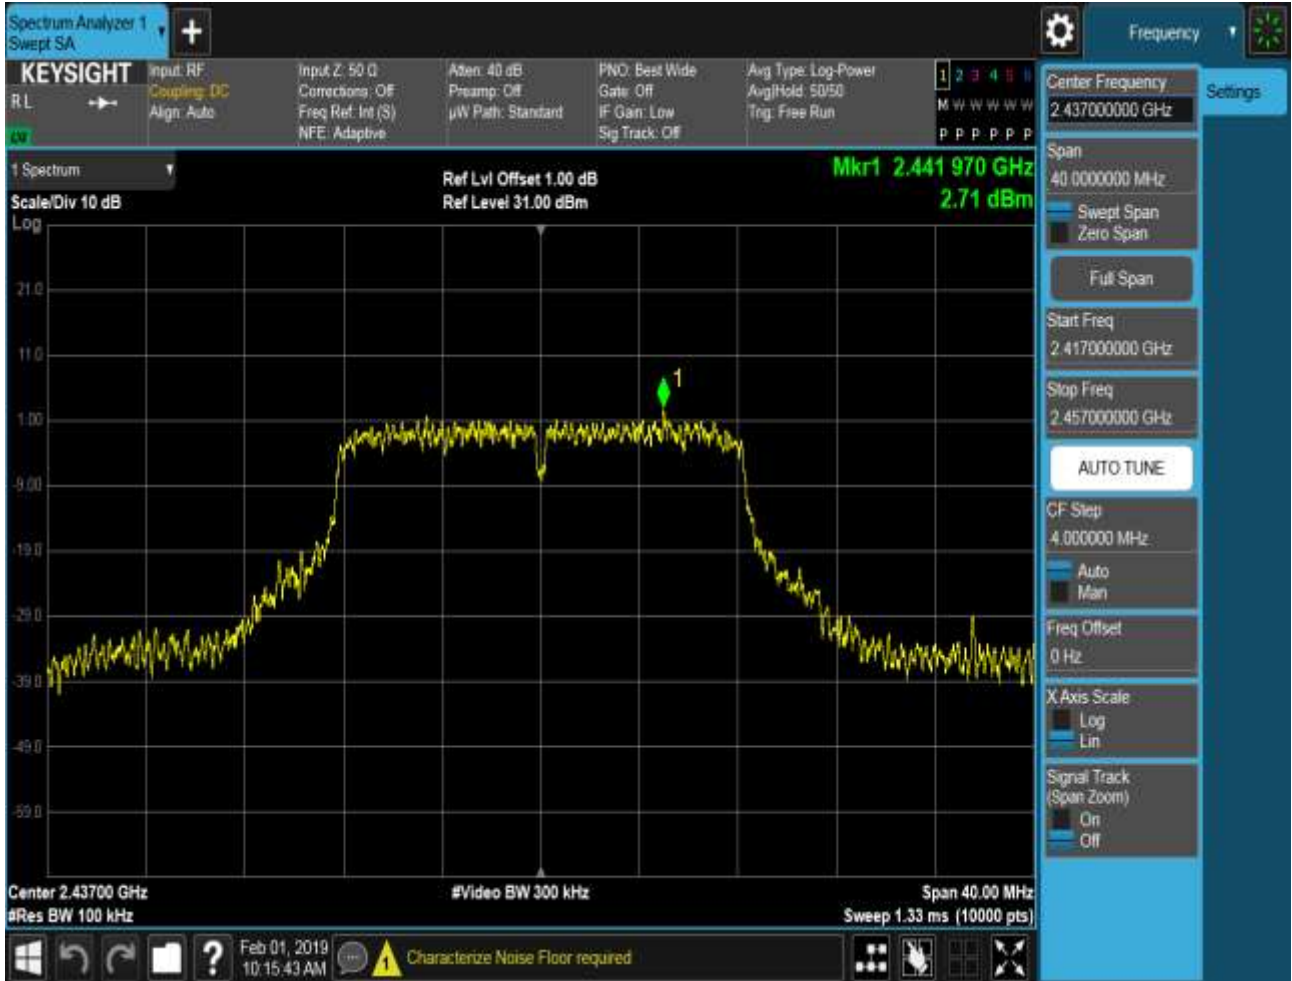 Spectrum Analyzer 1
Swept SA
+
Frequency
KEYSIGHT
R L
LXI
Input: RF
Coupling: DC
Align: Auto
Input Z: 50 Ω
Corrections: Off
Freq Ref: Int (S)
NFE: Adaptive
Atten: 40 dB
Preamp: Off
µW Path: Standard
PNO: Best Wide
Gate: Off
IF Gain: Low
Sig Track: Off
Avg Type: Log-Power
Avg|Hold: 50/50
Trig: Free Run
1 2 3 4 5 6
M W W W W W
P P P P P P
1 Spectrum
Scale/Div 10 dB
Log
Ref Lvl Offset 1.00 dB
Ref Level 31.00 dBm
Mkr1 2.441 970 GHz
2.71 dBm
21.0
11.0
1.00
-9.00
-19.0
-29.0
-39.0
-49.0
-59.0
1
Center 2.43700 GHz
#Res BW 100 kHz
#Video BW 300 kHz
Span 40.00 MHz
Sweep 1.33 ms (10000 pts)
Center Frequency
2.437000000 GHz
Settings
Span
40.0000000 MHz
Swept Span
Zero Span
Full Span
Start Freq
2.417000000 GHz
Stop Freq
2.457000000 GHz
AUTO TUNE
CF Step
4.000000 MHz
Auto
Man
Freq Offset
0 Hz
X Axis Scale
Log
Lin
Signal Track
(Span Zoom)
On
Off
?
Feb 01, 2019
10:15:43 AM
1
Characterize Noise Floor required